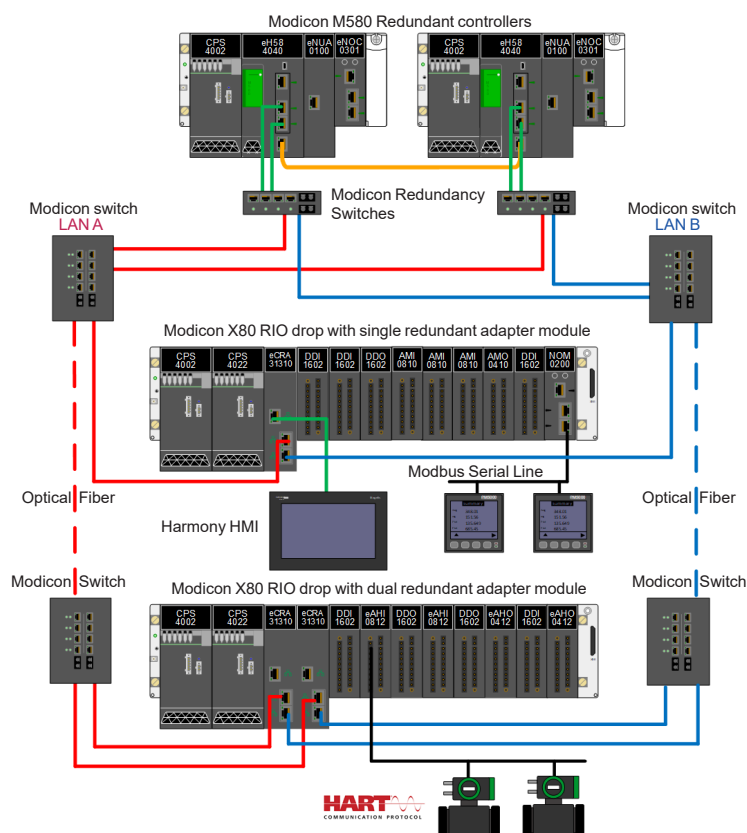 Modicon M580 Redundant controllers
CPS eH58 eNUA eNOC
4002 4040 0100 0301
CPS eH58 eNUA eNOC
4002 4040 0100 0301
Modicon Redundancy
Switches
Modicon switch
LAN A
Modicon switch
LAN B
Modicon X80 RIO drop with single redundant adapter module
CPS CPS eCRA DDI DDI DDO AMI AMI AMI AMO DDI NOM
4002 4022 31310 1602 1602 1602 0810 0810 0810 0410 1602 0200
Modbus Serial Line
Optical Fiber
Harmony HMI
Optical Fiber
Modicon Switch
Modicon Switch
Modicon X80 RIO drop with dual redundant adapter module
CPS CPS eCRA eCRA DDI eAHI DDO eAHI DDO eAHO DDI eAHO
4002 4022 31310 31310 1602 0812 1602 0812 1602 0412 1602 0412
HART
COMMUNICATION PROTOCOL